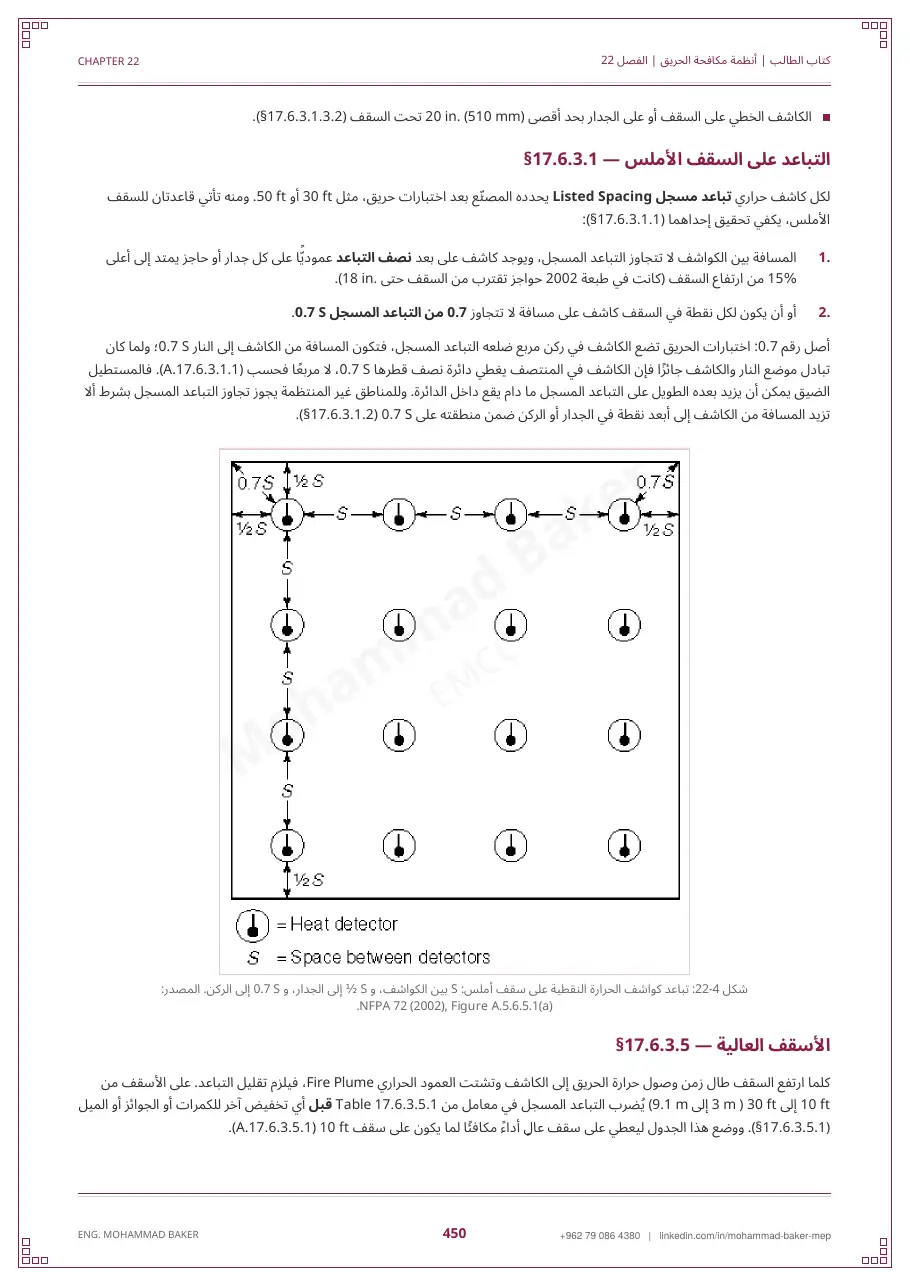 كتاب الطالب | أنظمة مكافحة الحريق | الفصل 22
CHAPTER 22
■ الكاشف الخطي على السقف أو على الجدار بحد أقصى 20 in. (510 mm) تحت السقف (§17.6.3.1.3.2).
التباعد على السقف الأملس — §17.6.3.1
لكل كاشف حراري تباعد مسجل Listed Spacing يحدده المصنّع بعد اختبارات حريق، مثل 30 ft أو 50 ft. ومنه تأتي قاعدتان للسقف
الأملس، يكفي تحقيق إحداهما (§17.6.3.1.1):
1. المسافة بين الكواشف لا تتجاوز التباعد المسجل، ويوجد كاشف على بعد نصف التباعد عموديًّا على كل جدار أو حاجز يمتد إلى أعلى
15% من ارتفاع السقف (كانت في طبعة 2002 حواجز تقترب من السقف حتى 18 in.).
2. أو أن يكون لكل نقطة في السقف كاشف على مسافة لا تتجاوز 0.7 من التباعد المسجل 0.7 S.
أصل رقم 0.7: اختبارات الحريق تضع الكاشف في ركن مربع ضلعه التباعد المسجل، فتكون المسافة من الكاشف إلى النار 0.7 S؛ ولما كان
تبادل موضع النار والكاشف جائزًا فإن الكاشف في المنتصف يغطي دائرة نصف قطرها 0.7 S، لا مربعًا فحسب (A.17.6.3.1.1). فالمستطيل
الضيق يمكن أن يزيد بعده الطويل على التباعد المسجل ما دام يقع داخل الدائرة. وللمناطق غير المنتظمة يجوز تجاوز التباعد المسجل بشرط ألا
تزيد المسافة من الكاشف إلى أبعد نقطة في الجدار أو الركن ضمن منطقته على 0.7 S (§17.6.3.1.2).
0.7S ½S 0.7S
½S S S S ½S
S
S
S
½S
= Heat detector
S = Space between detectors
Mohammad Baker
EMCC
شكل 4-22: تباعد كواشف الحرارة النقطية على سقف أملس: S بين الكواشف، و ½ S إلى الجدار، و 0.7 S إلى الركن. المصدر:
NFPA 72 (2002), Figure A.5.6.5.1(a).
الأسقف العالية — §17.6.3.5
كلما ارتفع السقف طال زمن وصول حرارة الحريق إلى الكاشف وتشتت العمود الحراري Fire Plume، فيلزم تقليل التباعد. على الأسقف من
10 ft إلى 30 ft (3 m إلى 9.1 m) يُضرب التباعد المسجل في معامل من Table 17.6.3.5.1 قبل أي تخفيض آخر للكمرات أو الجوائز أو الميل
(§17.6.3.5.1). ووضع هذا الجدول ليعطي على سقف عالٍ أداءً مكافئًا لما يكون على سقف 10 ft (A.17.6.3.5.1).
ENG. MOHAMMAD BAKER
450
+962 79 086 4380 | linkedin.com/in/mohammad-baker-mep